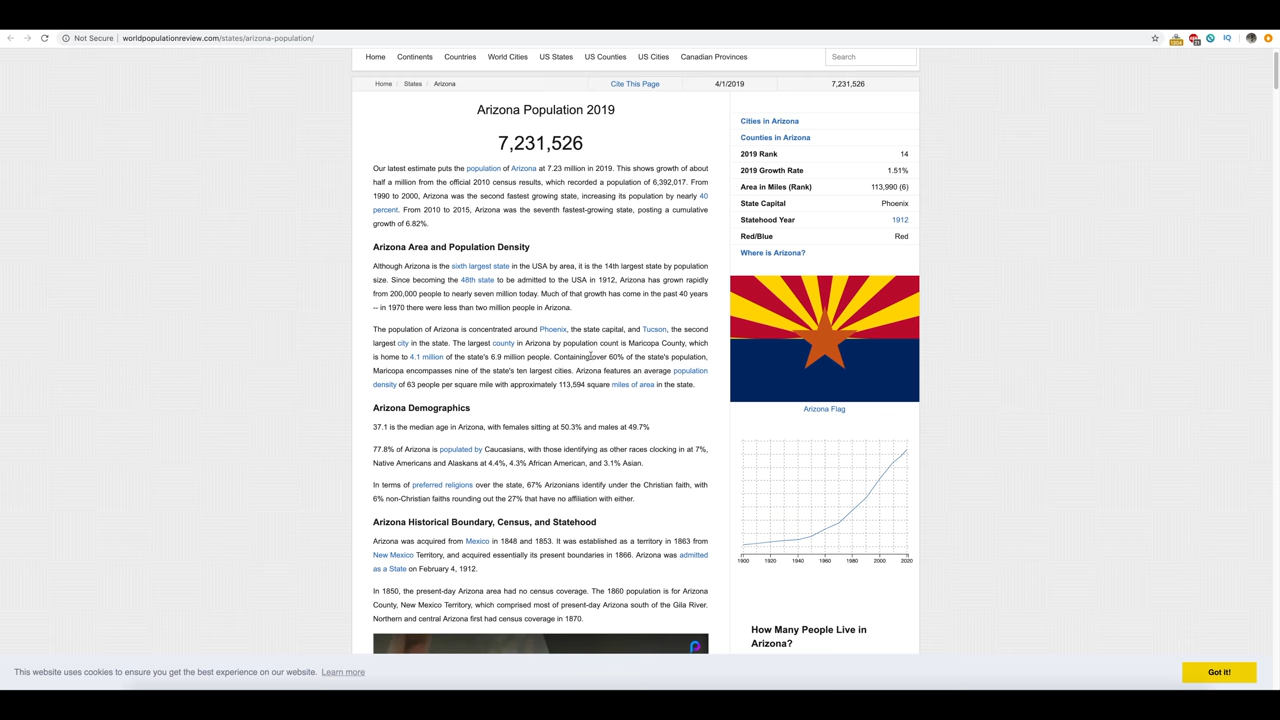 Not Secure worldpopulationreview.com/states/arizona-population/
Home Continents Countries World Cities US States US Counties US Cities Canadian Provinces Search
Home / States / Arizona Cite This Page 4/1/2019 7,231,526
Arizona Population 2019
7,231,526
Our latest estimate puts the population of Arizona at 7.23 million in 2019. This shows growth of about
half a million from the official 2010 census results, which recorded a population of 6,392,017. From
1990 to 2000, Arizona was the second fastest growing state, increasing its population by nearly 40
percent. From 2010 to 2015, Arizona was the seventh fastest-growing state, posting a cumulative
growth of 6.82%.
Arizona Area and Population Density
Although Arizona is the sixth largest state in the USA by area, it is the 14th largest state by population
size. Since becoming the 48th state to be admitted to the USA in 1912, Arizona has grown rapidly
from 200,000 people to nearly seven million today. Much of that growth has come in the past 40 years
-- in 1970 there were less than two million people in Arizona.
The population of Arizona is concentrated around Phoenix, the state capital, and Tucson, the second
largest city in the state. The largest county in Arizona by population count is Maricopa County, which
is home to 4.1 million of the state's 6.9 million people. Containing over 60% of the state's population,
Maricopa encompasses nine of the state's ten largest cities. Arizona features an average population
density of 63 people per square mile with approximately 113,594 square miles of area in the state.
Arizona Demographics
37.1 is the median age in Arizona, with females sitting at 50.3% and males at 49.7%
77.8% of Arizona is populated by Caucasians, with those identifying as other races clocking in at 7%,
Native Americans and Alaskans at 4.4%, 4.3% African American, and 3.1% Asian.
In terms of preferred religions over the state, 67% Arizonians identify under the Christian faith, with
6% non-Christian faiths rounding out the 27% that have no affiliation with either.
Arizona Historical Boundary, Census, and Statehood
Arizona was acquired from Mexico in 1848 and 1853. It was established as a territory in 1863 from
New Mexico Territory, and acquired essentially its present boundaries in 1866. Arizona was admitted
as a State on February 4, 1912.
In 1850, the present-day Arizona area had no census coverage. The 1860 population is for Arizona
County, New Mexico Territory, which comprised most of present-day Arizona south of the Gila River.
Northern and central Arizona first had census coverage in 1870.
Cities in Arizona
Counties in Arizona
2019 Rank 14
2019 Growth Rate 1.51%
Area in Miles (Rank) 113,990 (6)
State Capital Phoenix
Statehood Year 1912
Red/Blue Red
Where is Arizona?
Arizona Flag
1900 1920 1940 1960 1980 2000 2020
How Many People Live in
Arizona?
This website uses cookies to ensure you get the best experience on our website. Learn more Got it!